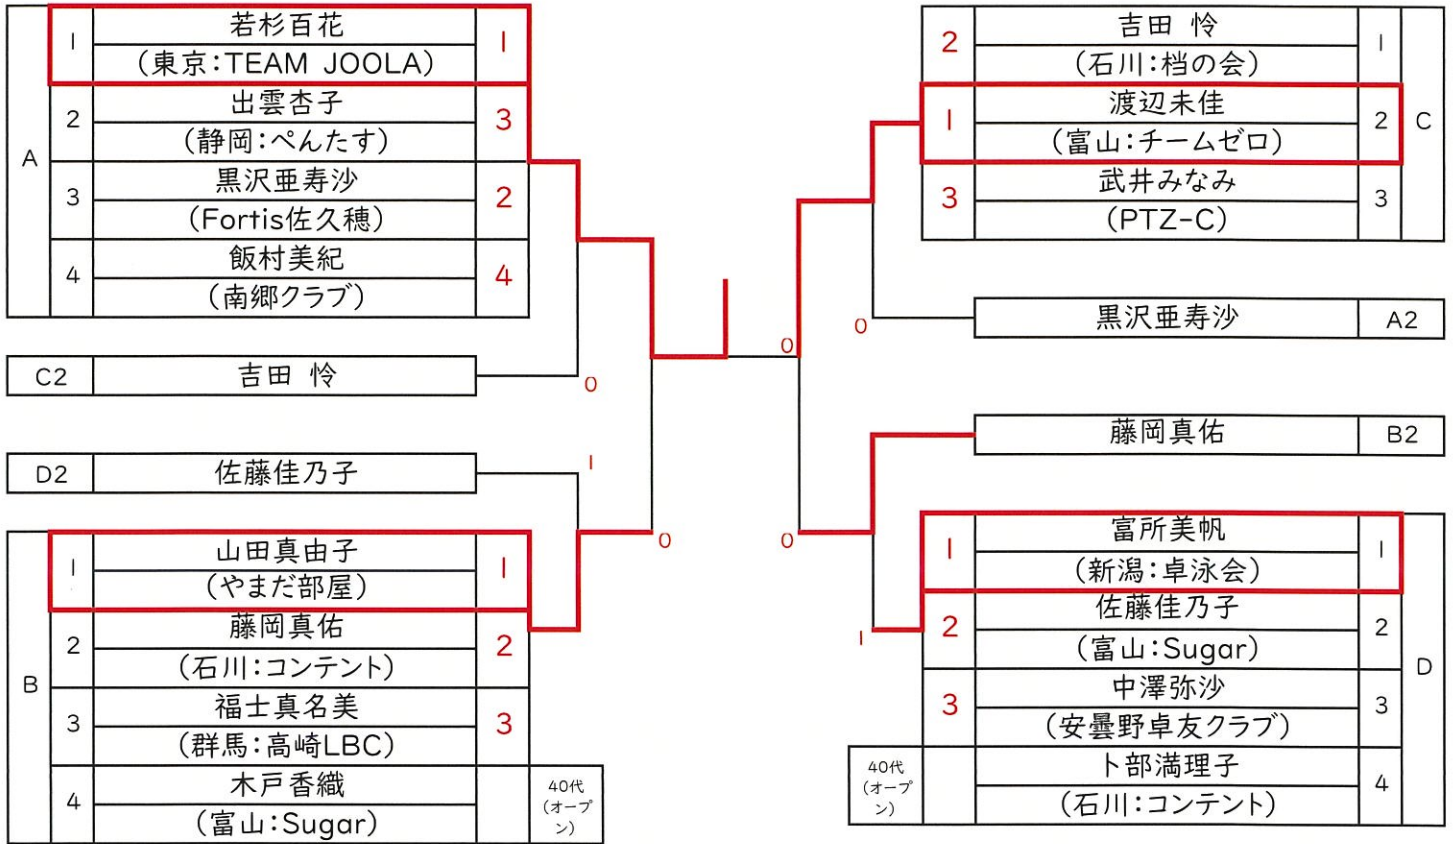 A
1
若杉百花
(東京:TEAM JOOLA)
1
2
出雲杏子
(静岡:ぺんたす)
3
3
黒沢亜寿沙
(Fortis佐久穂)
2
4
飯村美紀
(南郷クラブ)
4
C2
吉田 怜
0
D2
佐藤佳乃子
1
0
B
1
山田真由子
(やまだ部屋)
1
2
藤岡真佑
(石川:コンテント)
2
3
福士真名美
(群馬:高崎LBC)
3
4
木戸香織
(富山:Sugar)
40代
(オープ
ン)
2
吉田 怜
(石川:档の会)
1
1
渡辺未佳
(富山:チームゼロ)
2
C
3
武井みなみ
(PTZ-C)
3
0
黒沢亜寿沙
A2
0
藤岡真佑
B2
0
1
富所美帆
(新潟:卓泳会)
1
2
佐藤佳乃子
(富山:Sugar)
2
1
D
3
中澤弥沙
(安曇野卓友クラブ)
3
40代
(オープ
ン)
卜部満理子
(石川:コンテント)
4